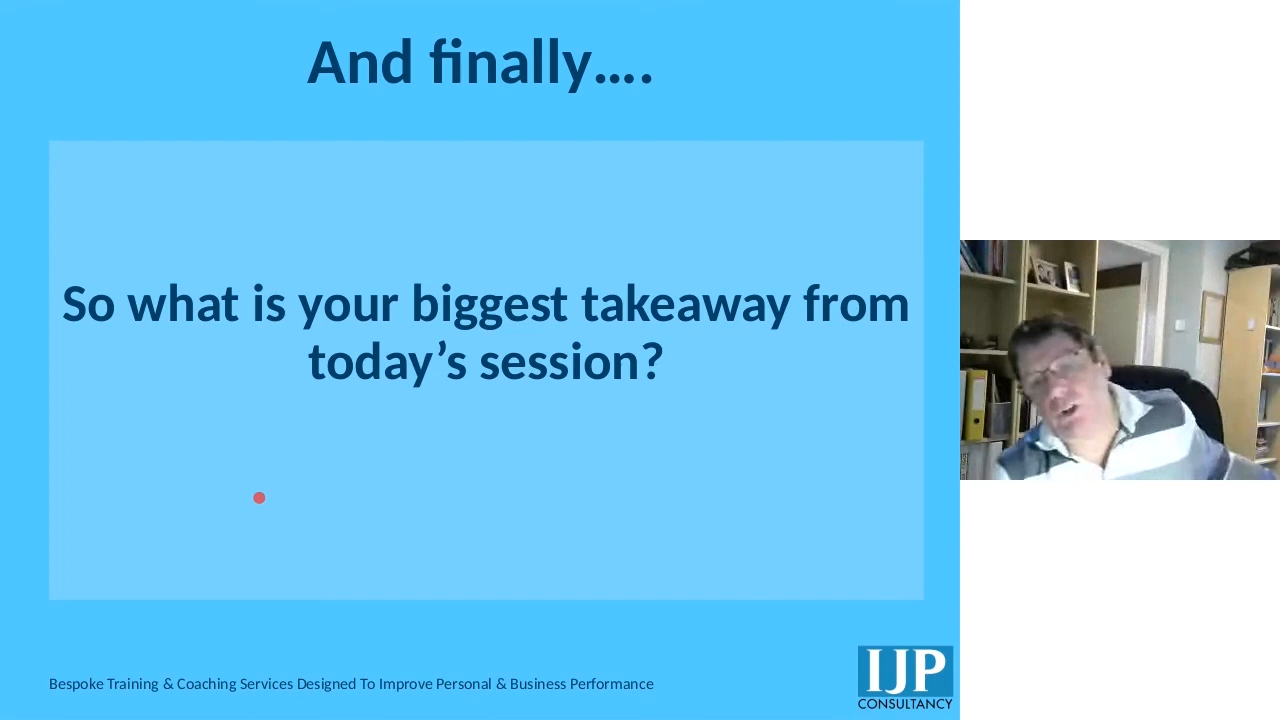 And finally....
So what is your biggest takeaway from
today’s session?
Bespoke Training & Coaching Services Designed To Improve Personal & Business Performance
IJP
CONSULTANCY